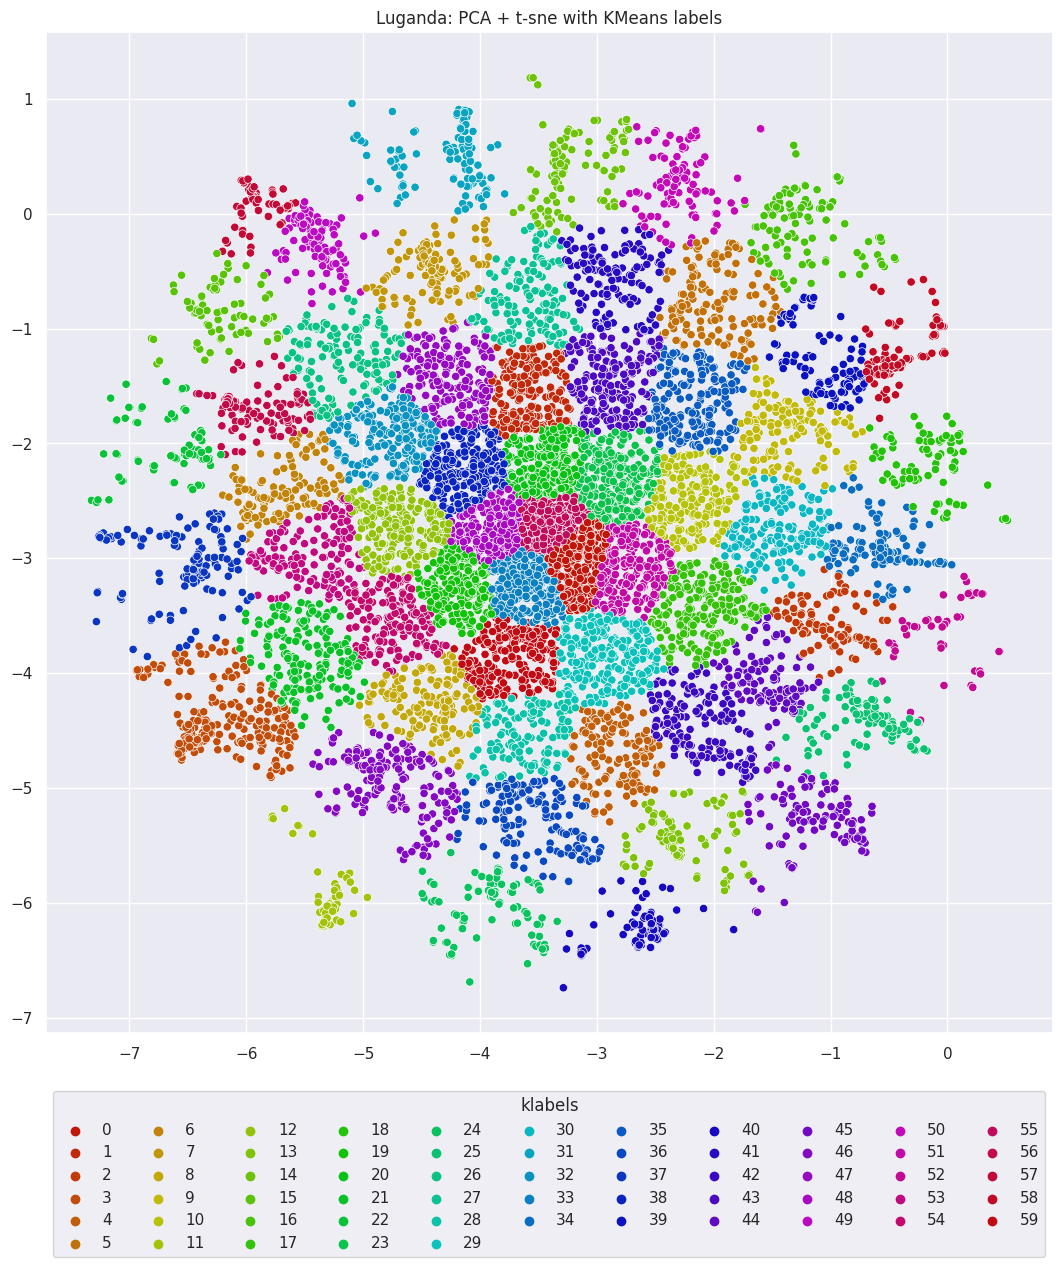 Luganda: PCA + t-sne with KMeans labels
1
0
−1
−2
−3
−4
−5
−6
−7
−7 −6 −5 −4 −3 −2 −1 0
klabels
0 6 12 18 24 30 35 40 45 50 55
1 7 13 19 25 31 36 41 46 51 56
2 8 14 20 26 32 37 42 47 52 57
3 9 15 21 27 33 38 43 48 53 58
4 10 16 22 28 34 39 44 49 54 59
5 11 17 23 29